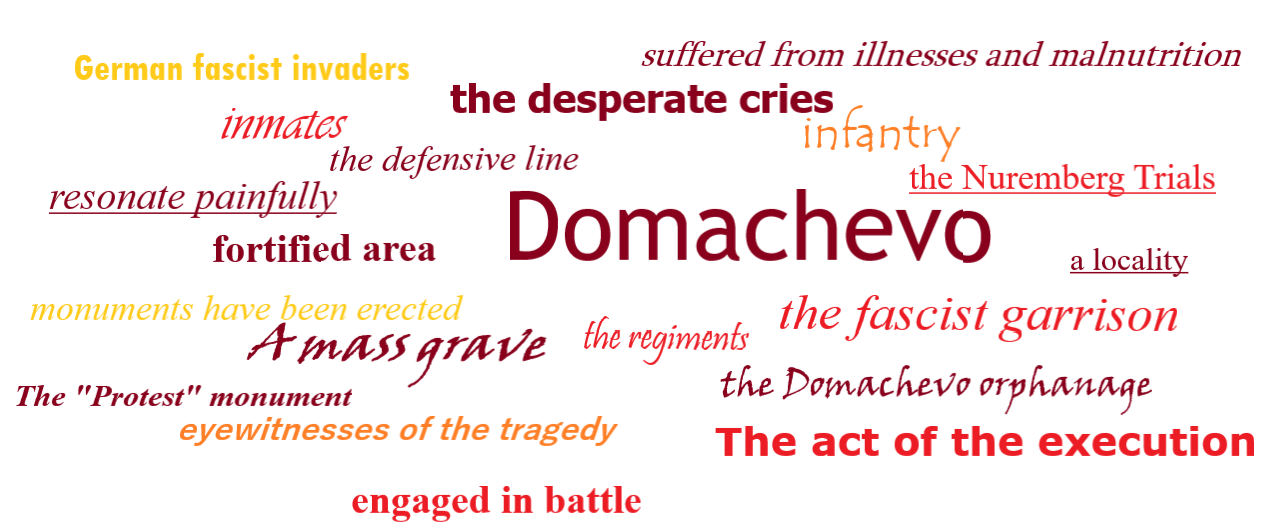 suffered from illnesses and malnutrition
German fascist invaders
the desperate cries
inmates
infantry
the defensive line
the Nuremberg Trials
resonate painfully
Domachevo
fortified area
a locality
monuments have been erected
the fascist garrison
A mass grave
the regiments
the Domachevo orphanage
The "Protest" monument
eyewitnesses of the tragedy
The act of the execution
engaged in battle